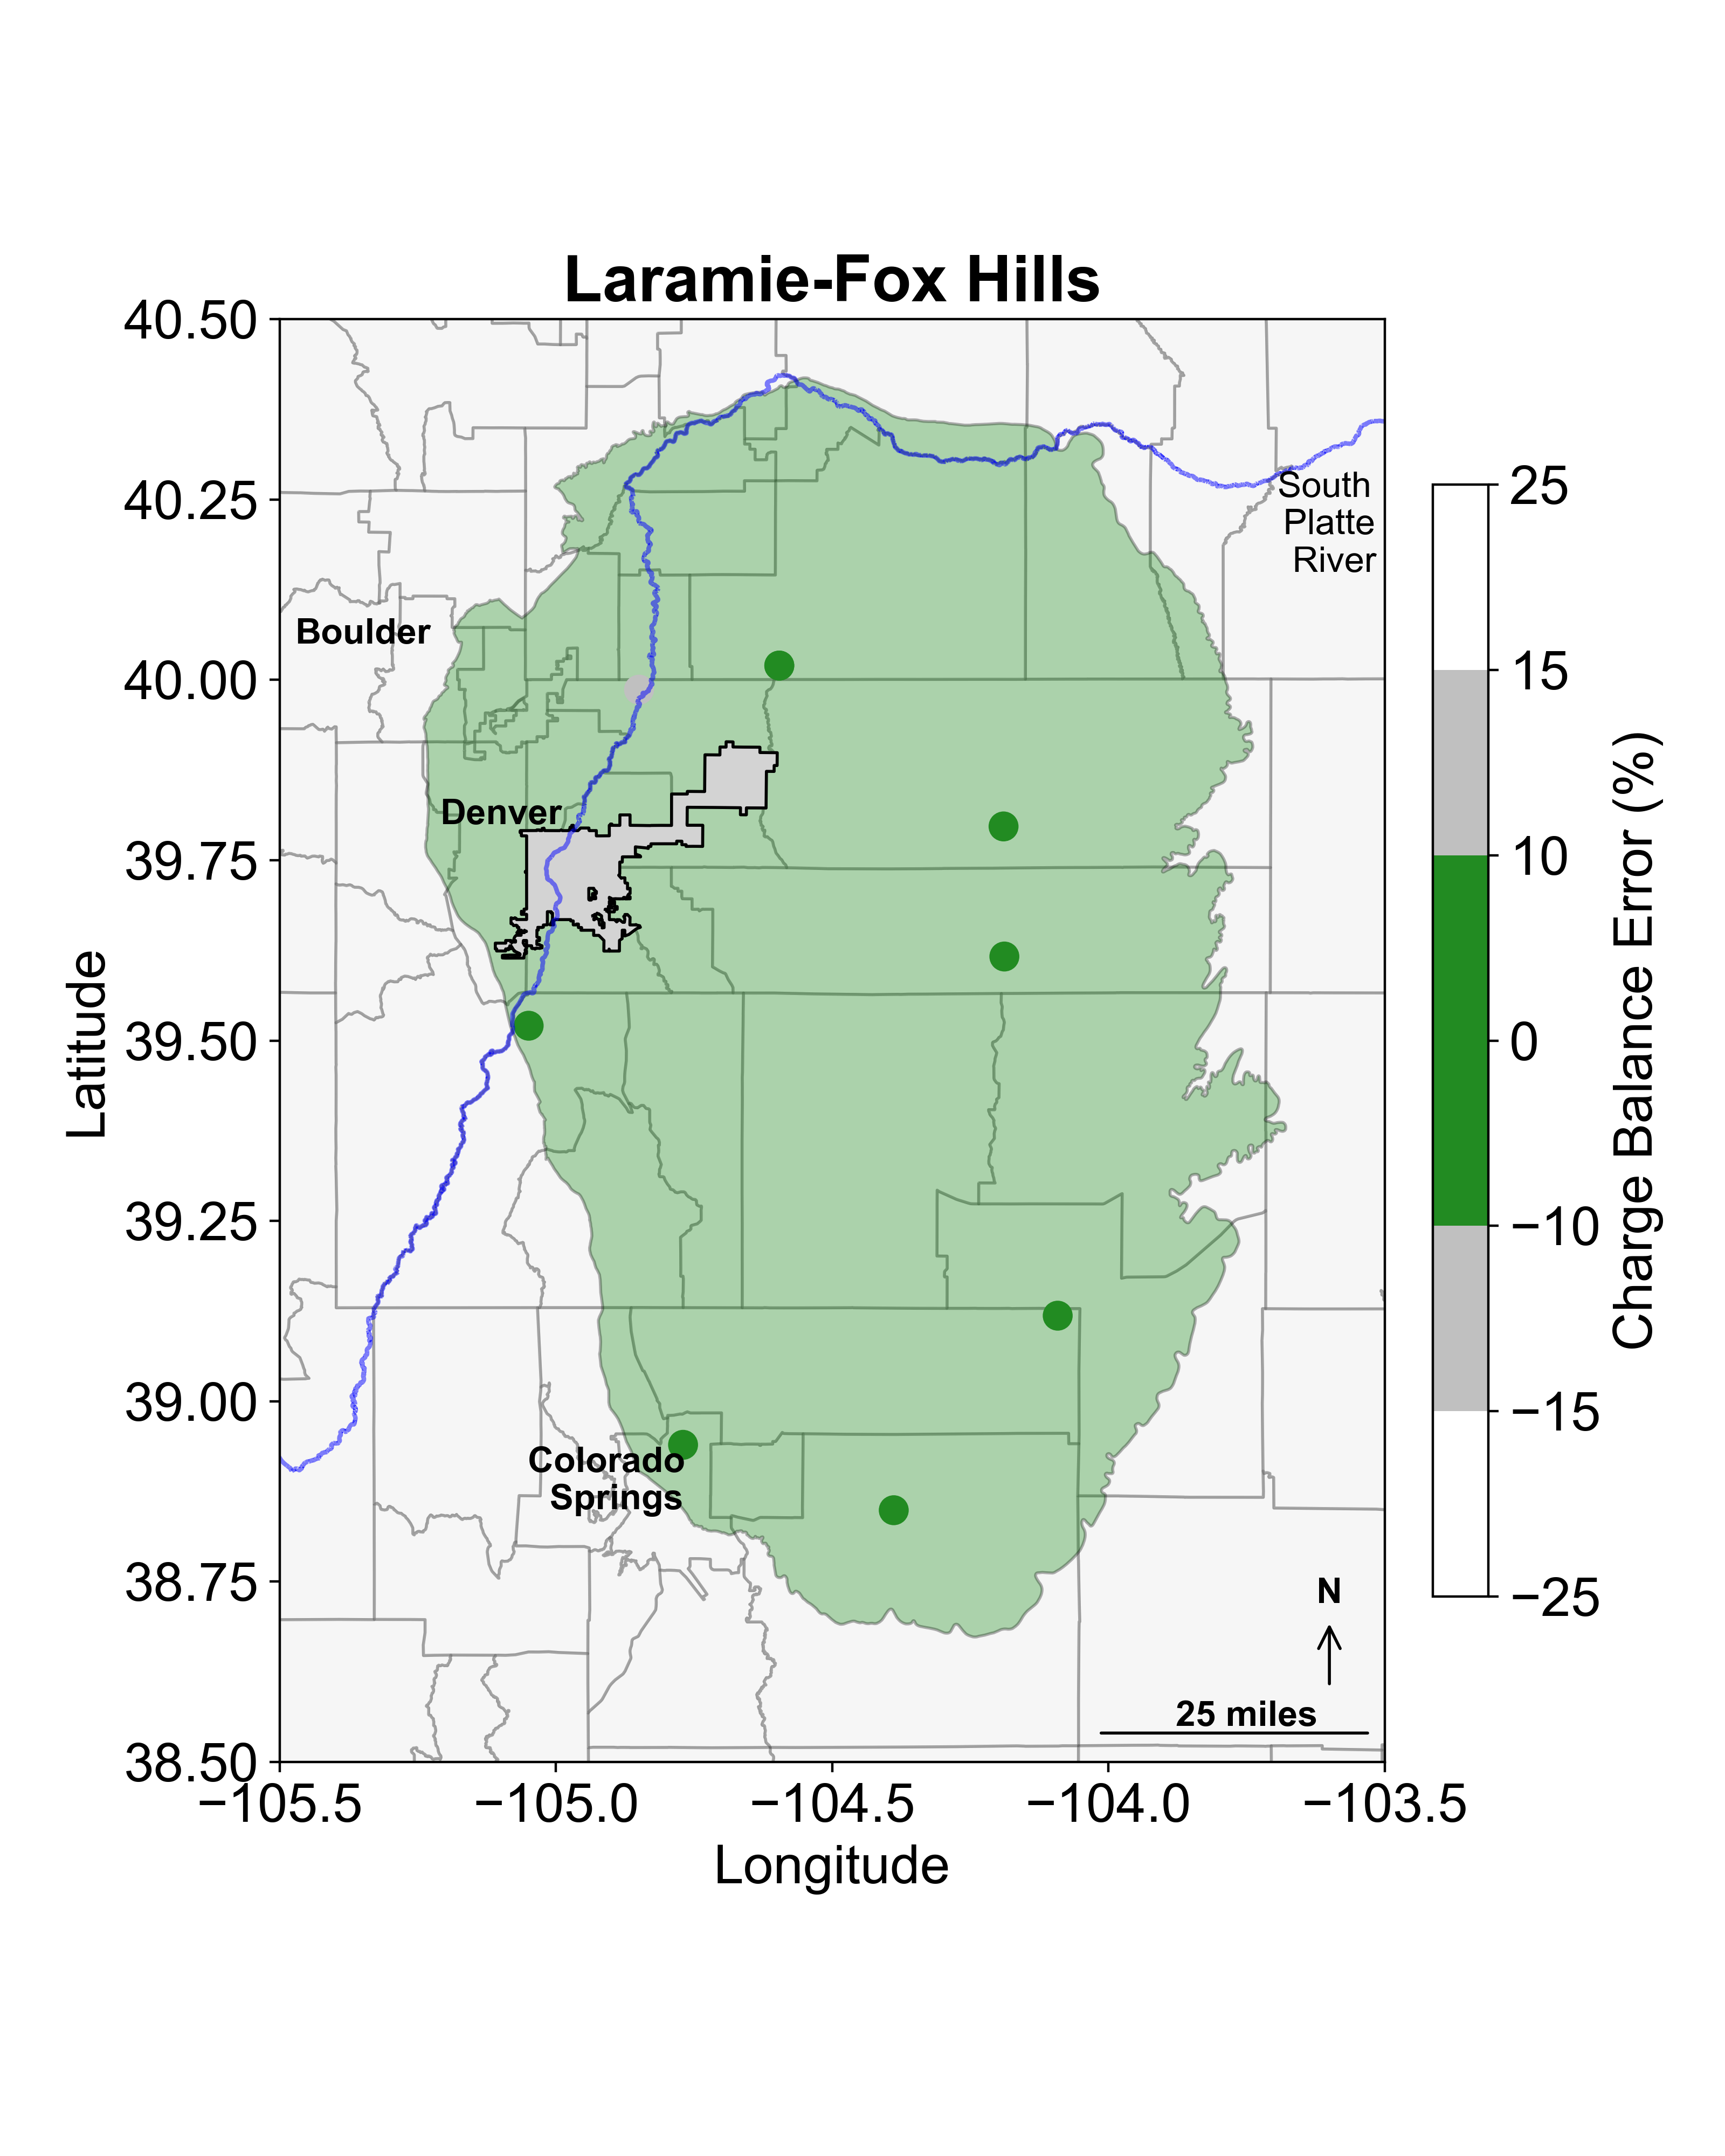 Laramie-Fox Hills
40.50
40.25
40.00
39.75
39.50
39.25
39.00
38.75
38.50
Latitude
−105.5
−105.0
−104.5
−104.0
−103.5
Longitude
Boulder
Denver
Colorado
Springs
South
Platte
River
N
25 miles
25
15
10
0
−10
−15
−25
Charge Balance Error (%)